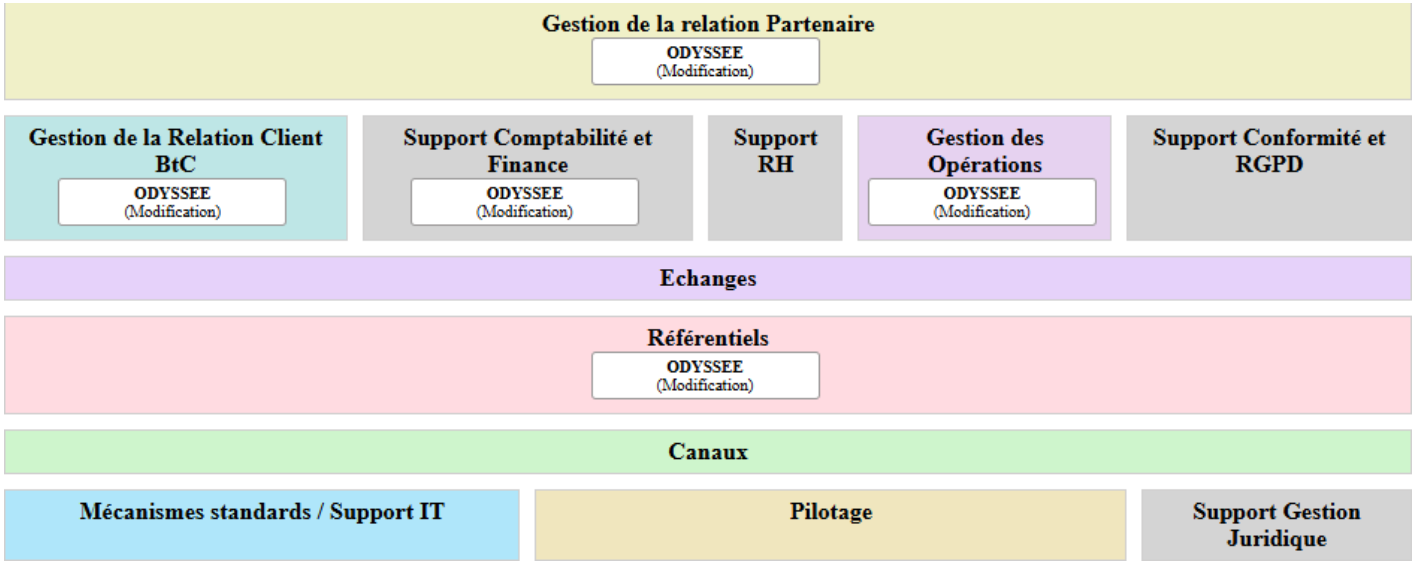 Gestion de la relation Partenaire
ODYSSEE
(Modification)
Gestion de la Relation Client
BtC
ODYSSEE
(Modification)
Support Comptabilité et
Finance
ODYSSEE
(Modification)
Support
RH
Gestion des
Opérations
ODYSSEE
(Modification)
Support Conformité et
RGPD
Echanges
Référentiels
ODYSSEE
(Modification)
Canaux
Mécanismes standards / Support IT
Pilotage
Support Gestion
Juridique